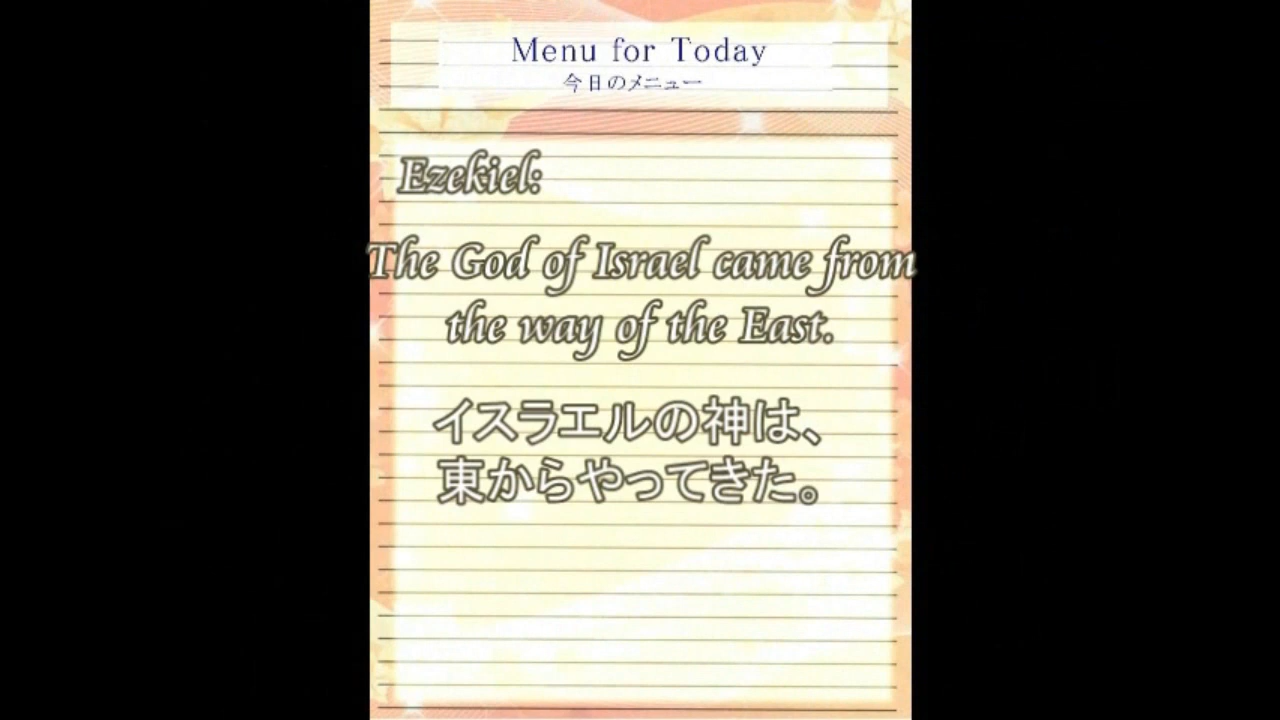 Menu for Today
今日のメニュー
Ezekiel:
The God of Israel came from
the way of the East.
イスラエルの神は、
東からやってきた。